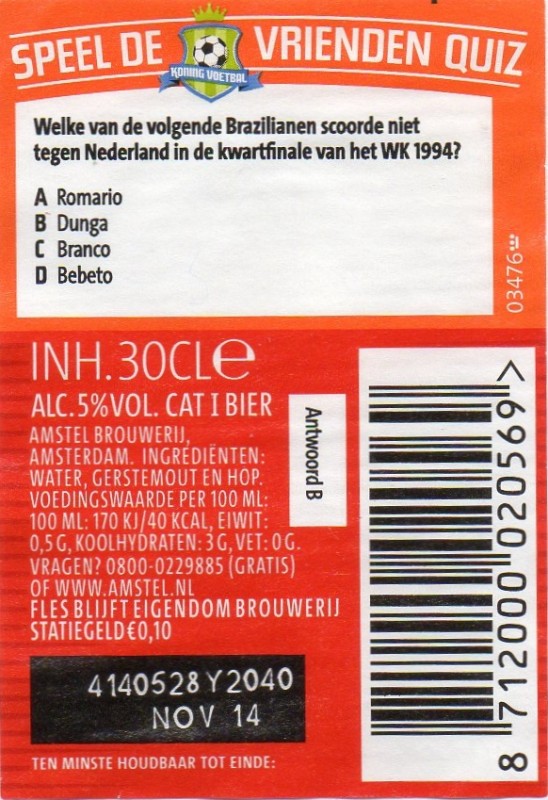 SPEEL DE VRIENDEN QUIZ
KONING VOETBAL
Welke van de volgende Brazilianen scoorde niet
tegen Nederland in de kwartfinale van het WK 1994?
A Romario
B Dunga
C Branco
D Bebeto
03476
INH.30CLe
ALC.5%VOL. CAT I BIER
AMSTEL BROUWERIJ,
AMSTERDAM. INGREDIËNTEN:
WATER, GERSTEMOUT EN HOP.
VOEDINGSWAARDE PER 100 ML:
100 ML: 170 KJ/40 KCAL, EIWIT:
0,5 G, KOOLHYDRATEN: 3 G, VET: 0 G.
VRAGEN? 0800-0229885 (GRATIS)
OF WWW.AMSTEL.NL
FLES BLIJFT EIGENDOM BROUWERIJ
STATIEGELD €0,10
Antwoord B
4140528Y2040
NOV 14
TEN MINSTE HOUDBAAR TOT EINDE:
8 712000 020569 >